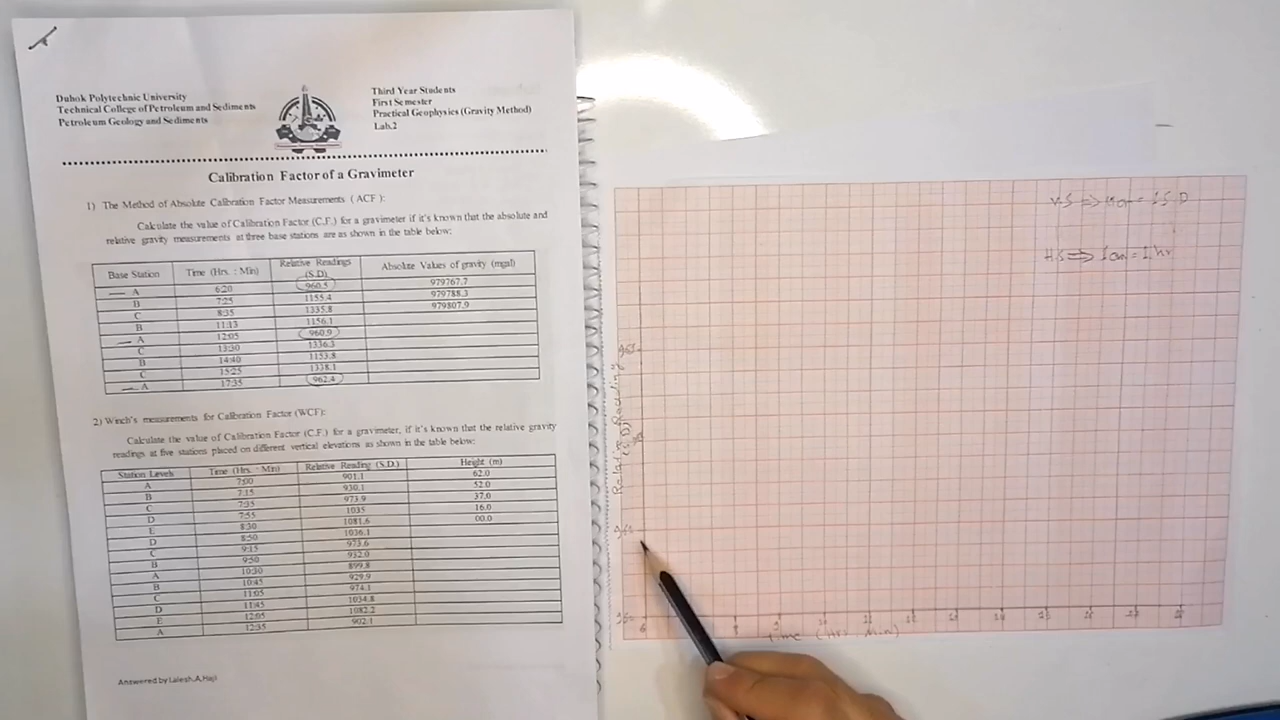 Duhok Polytechnic University
Technical College of Petroleum and Sediments
Petroleum Geology and Sediments
Third Year Students
First Semester
Practical Geophysics (Gravity Method)
Lab.2
Calibration Factor of a Gravimeter
1) The Method of Absolute Calibration Factor Measurements ( ACF ):
Calculate the value of Calibration Factor (C.F.) for a gravimeter if it's known that the absolute and
relative gravity measurements at three base stations are as shown in the table below:
Base Station Time (Hrs. : Min) Relative Readings (S.D) Absolute Values of gravity (mgal)
A 6:20 960.5 979767.7
B 7:25 1155.4 979788.3
C 8:35 1335.8 979807.9
B 11:13 1156.1
A 12:05 960.9
C 13:30 1336.3
B 14:40 1153.8
C 15:25 1338.1
A 17:35 962.4
2) Winch's measurements for Calibration Factor (WCF):
Calculate the value of Calibration Factor (C.F.) for a gravimeter, if it's known that the relative gravity
readings at five stations placed on different vertical elevations as shown in the table below:
Station Levels Time (Hrs. : Min) Relative Reading (S.D.) Height (m)
A 7:00 901.1 62.0
B 7:15 930.1 52.0
C 7:35 973.9 37.0
D 7:55 1035 16.0
E 8:30 1081.6 00.0
D 8:50 1036.1
C 9:15 973.6
B 9:50 932.0
A 10:30 899.8
B 10:45 929.9
C 11:05 974.1
D 11:45 1034.8
E 12:05 1082.2
A 12:35 902.1
Answered by Lalesh.A.Haji
H S ⇒ 1cm = 1 hr
965
Relative Reading
(S.D)
6 8 9 10
Time (Hrs : Min)